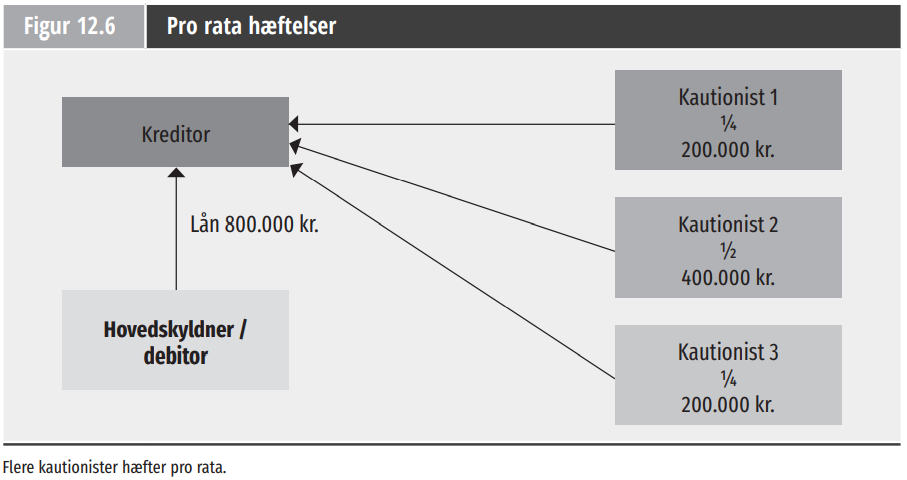 Figur 12.6
Pro rata hæftelser
Kreditor
Lån 800.000 kr.
Hovedskyldner /
debitor
Kautionist 1
¼
200.000 kr.
Kautionist 2
½
400.000 kr.
Kautionist 3
¼
200.000 kr.
Flere kautionister hæfter pro rata.